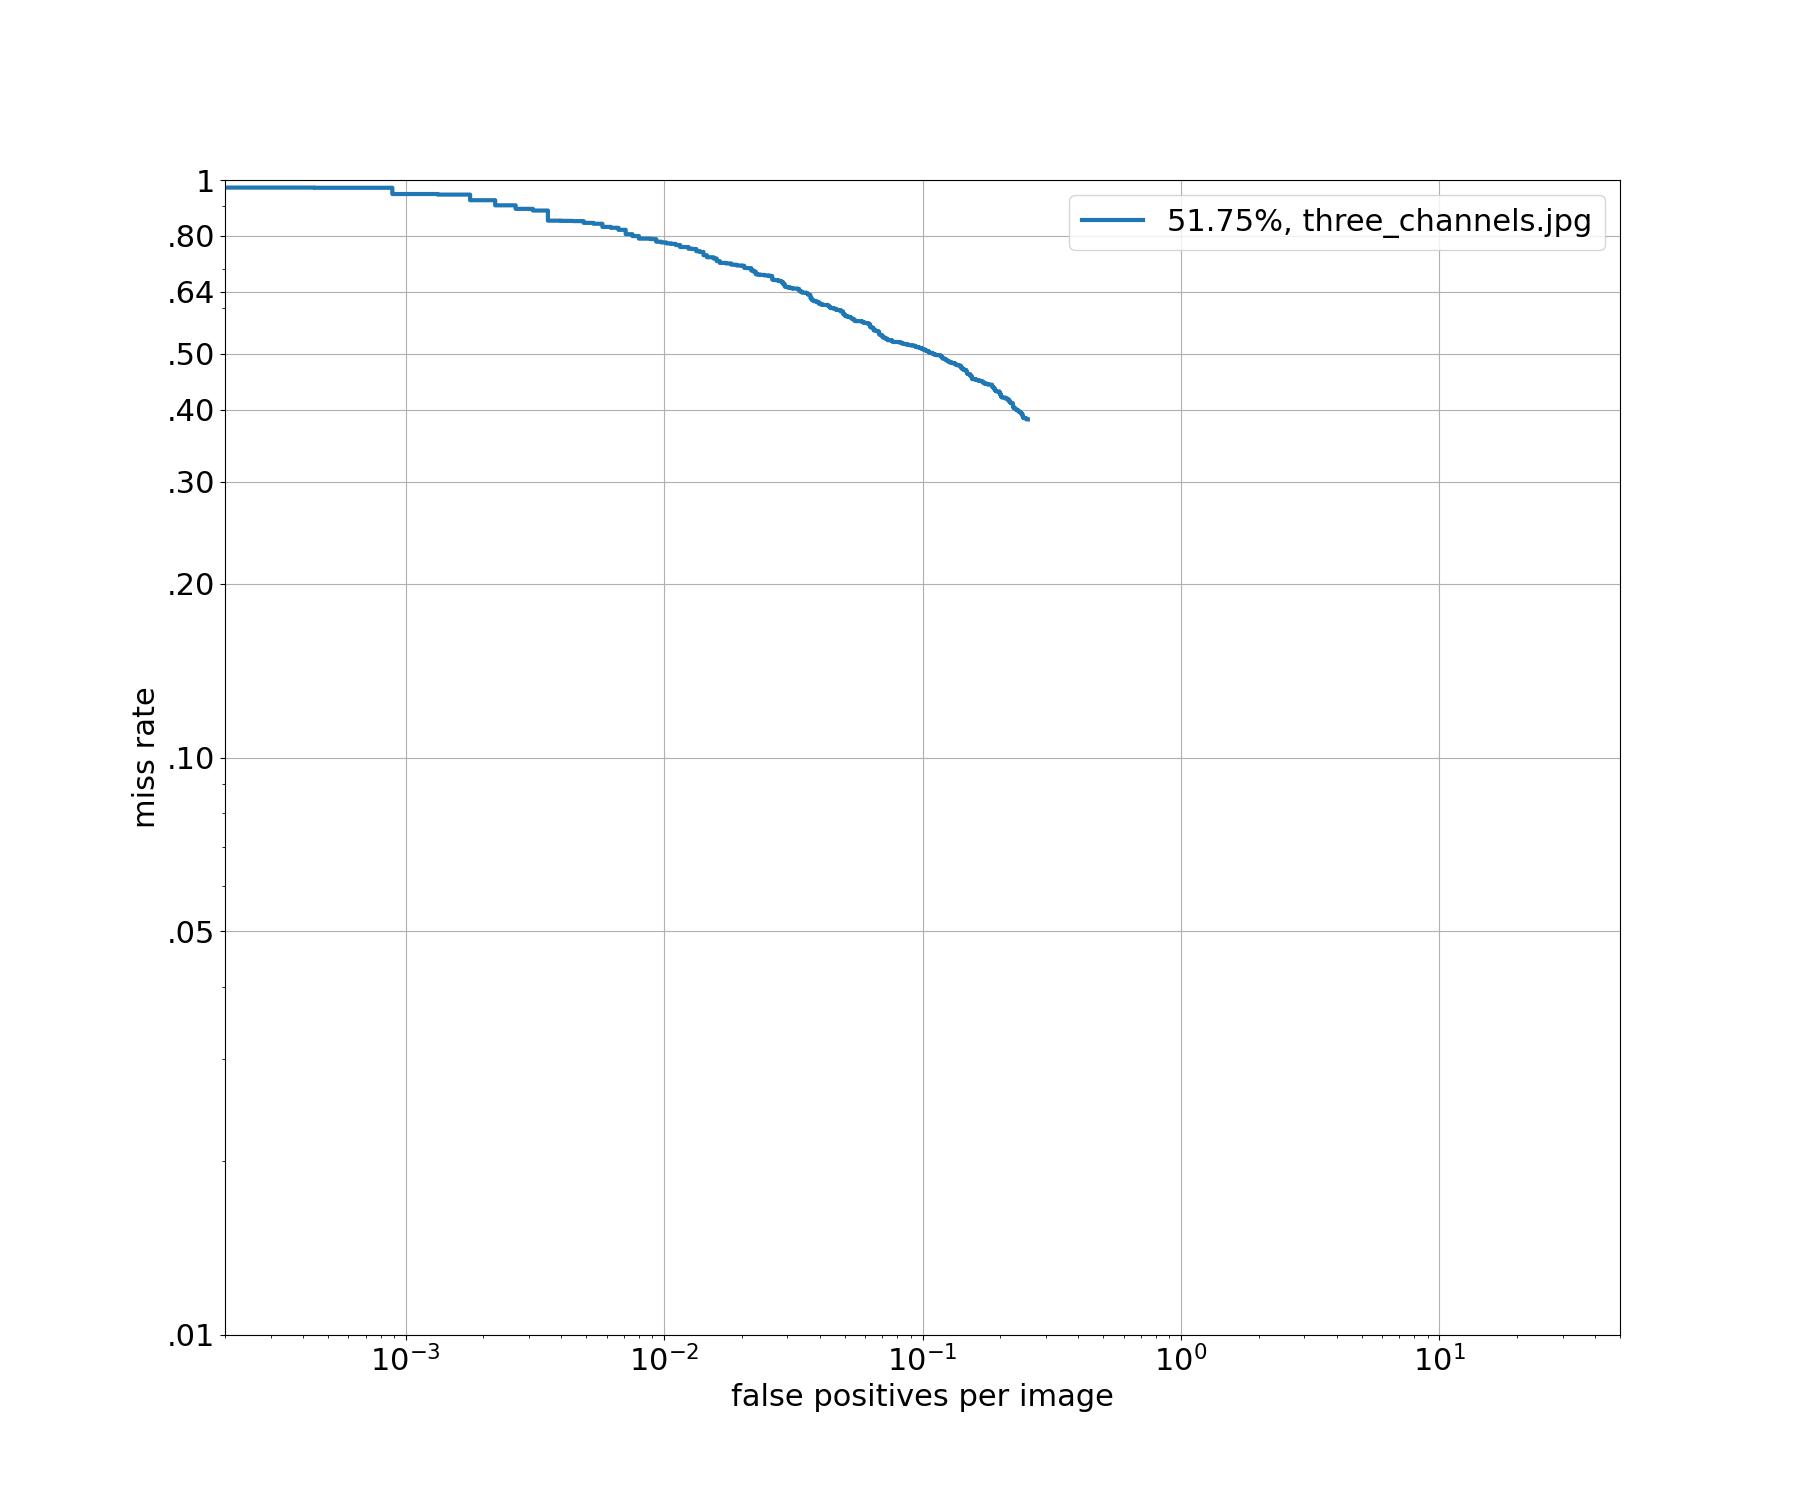 1
.80
.64
.50
.40
.30
.20
.10
.05
.01
miss rate
51.75%, three_channels.jpg
10⁻³ 10⁻² 10⁻¹ 10⁰ 10¹
false positives per image